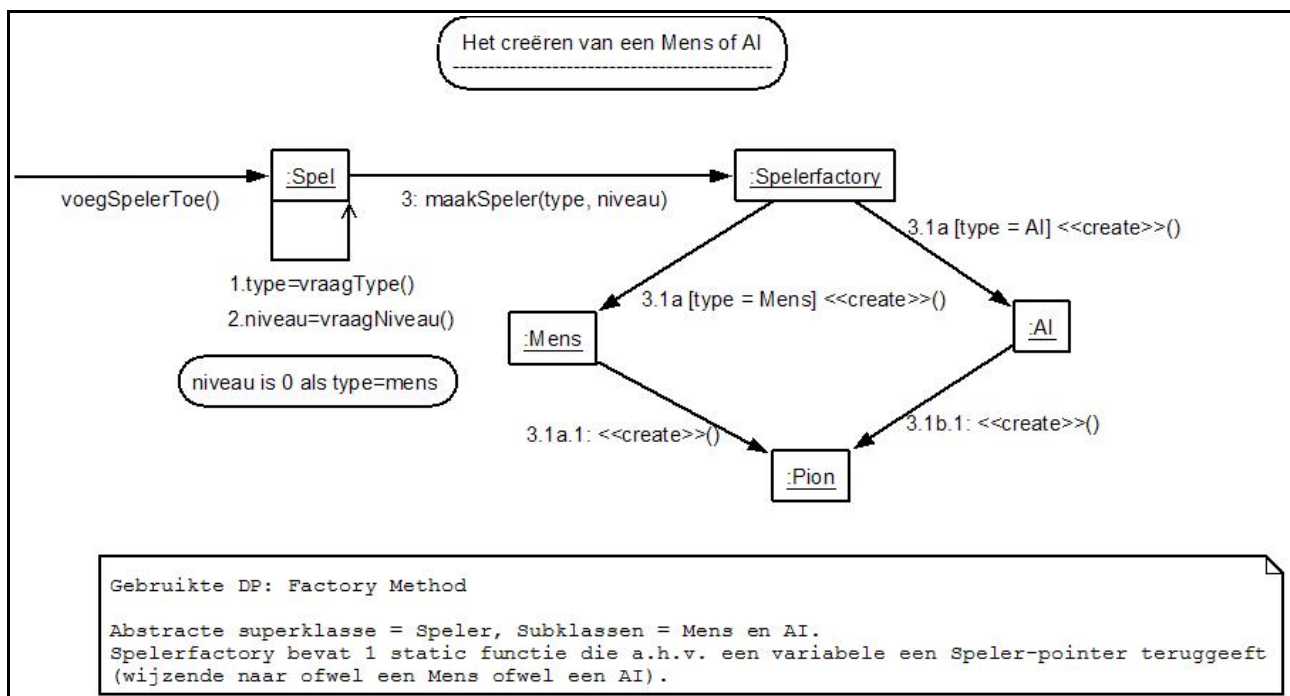 Het creëren van een Mens of AI
:Spel
:Spelerfactory
voegSpelerToe()
3: maakSpeler(type, niveau)
3.1a [type = AI] <<create>>()
1.type=vraagType()
3.1a [type = Mens] <<create>>()
2.niveau=vraagNiveau()
:Mens
:AI
niveau is 0 als type=mens
3.1a.1: <<create>>()
3.1b.1: <<create>>()
:Pion
Gebruikte DP: Factory Method
Abstracte superklasse = Speler, Subklassen = Mens en AI.
Spelerfactory bevat 1 static functie die a.h.v. een variabele een Speler-pointer teruggeeft
(wijzende naar ofwel een Mens ofwel een AI).